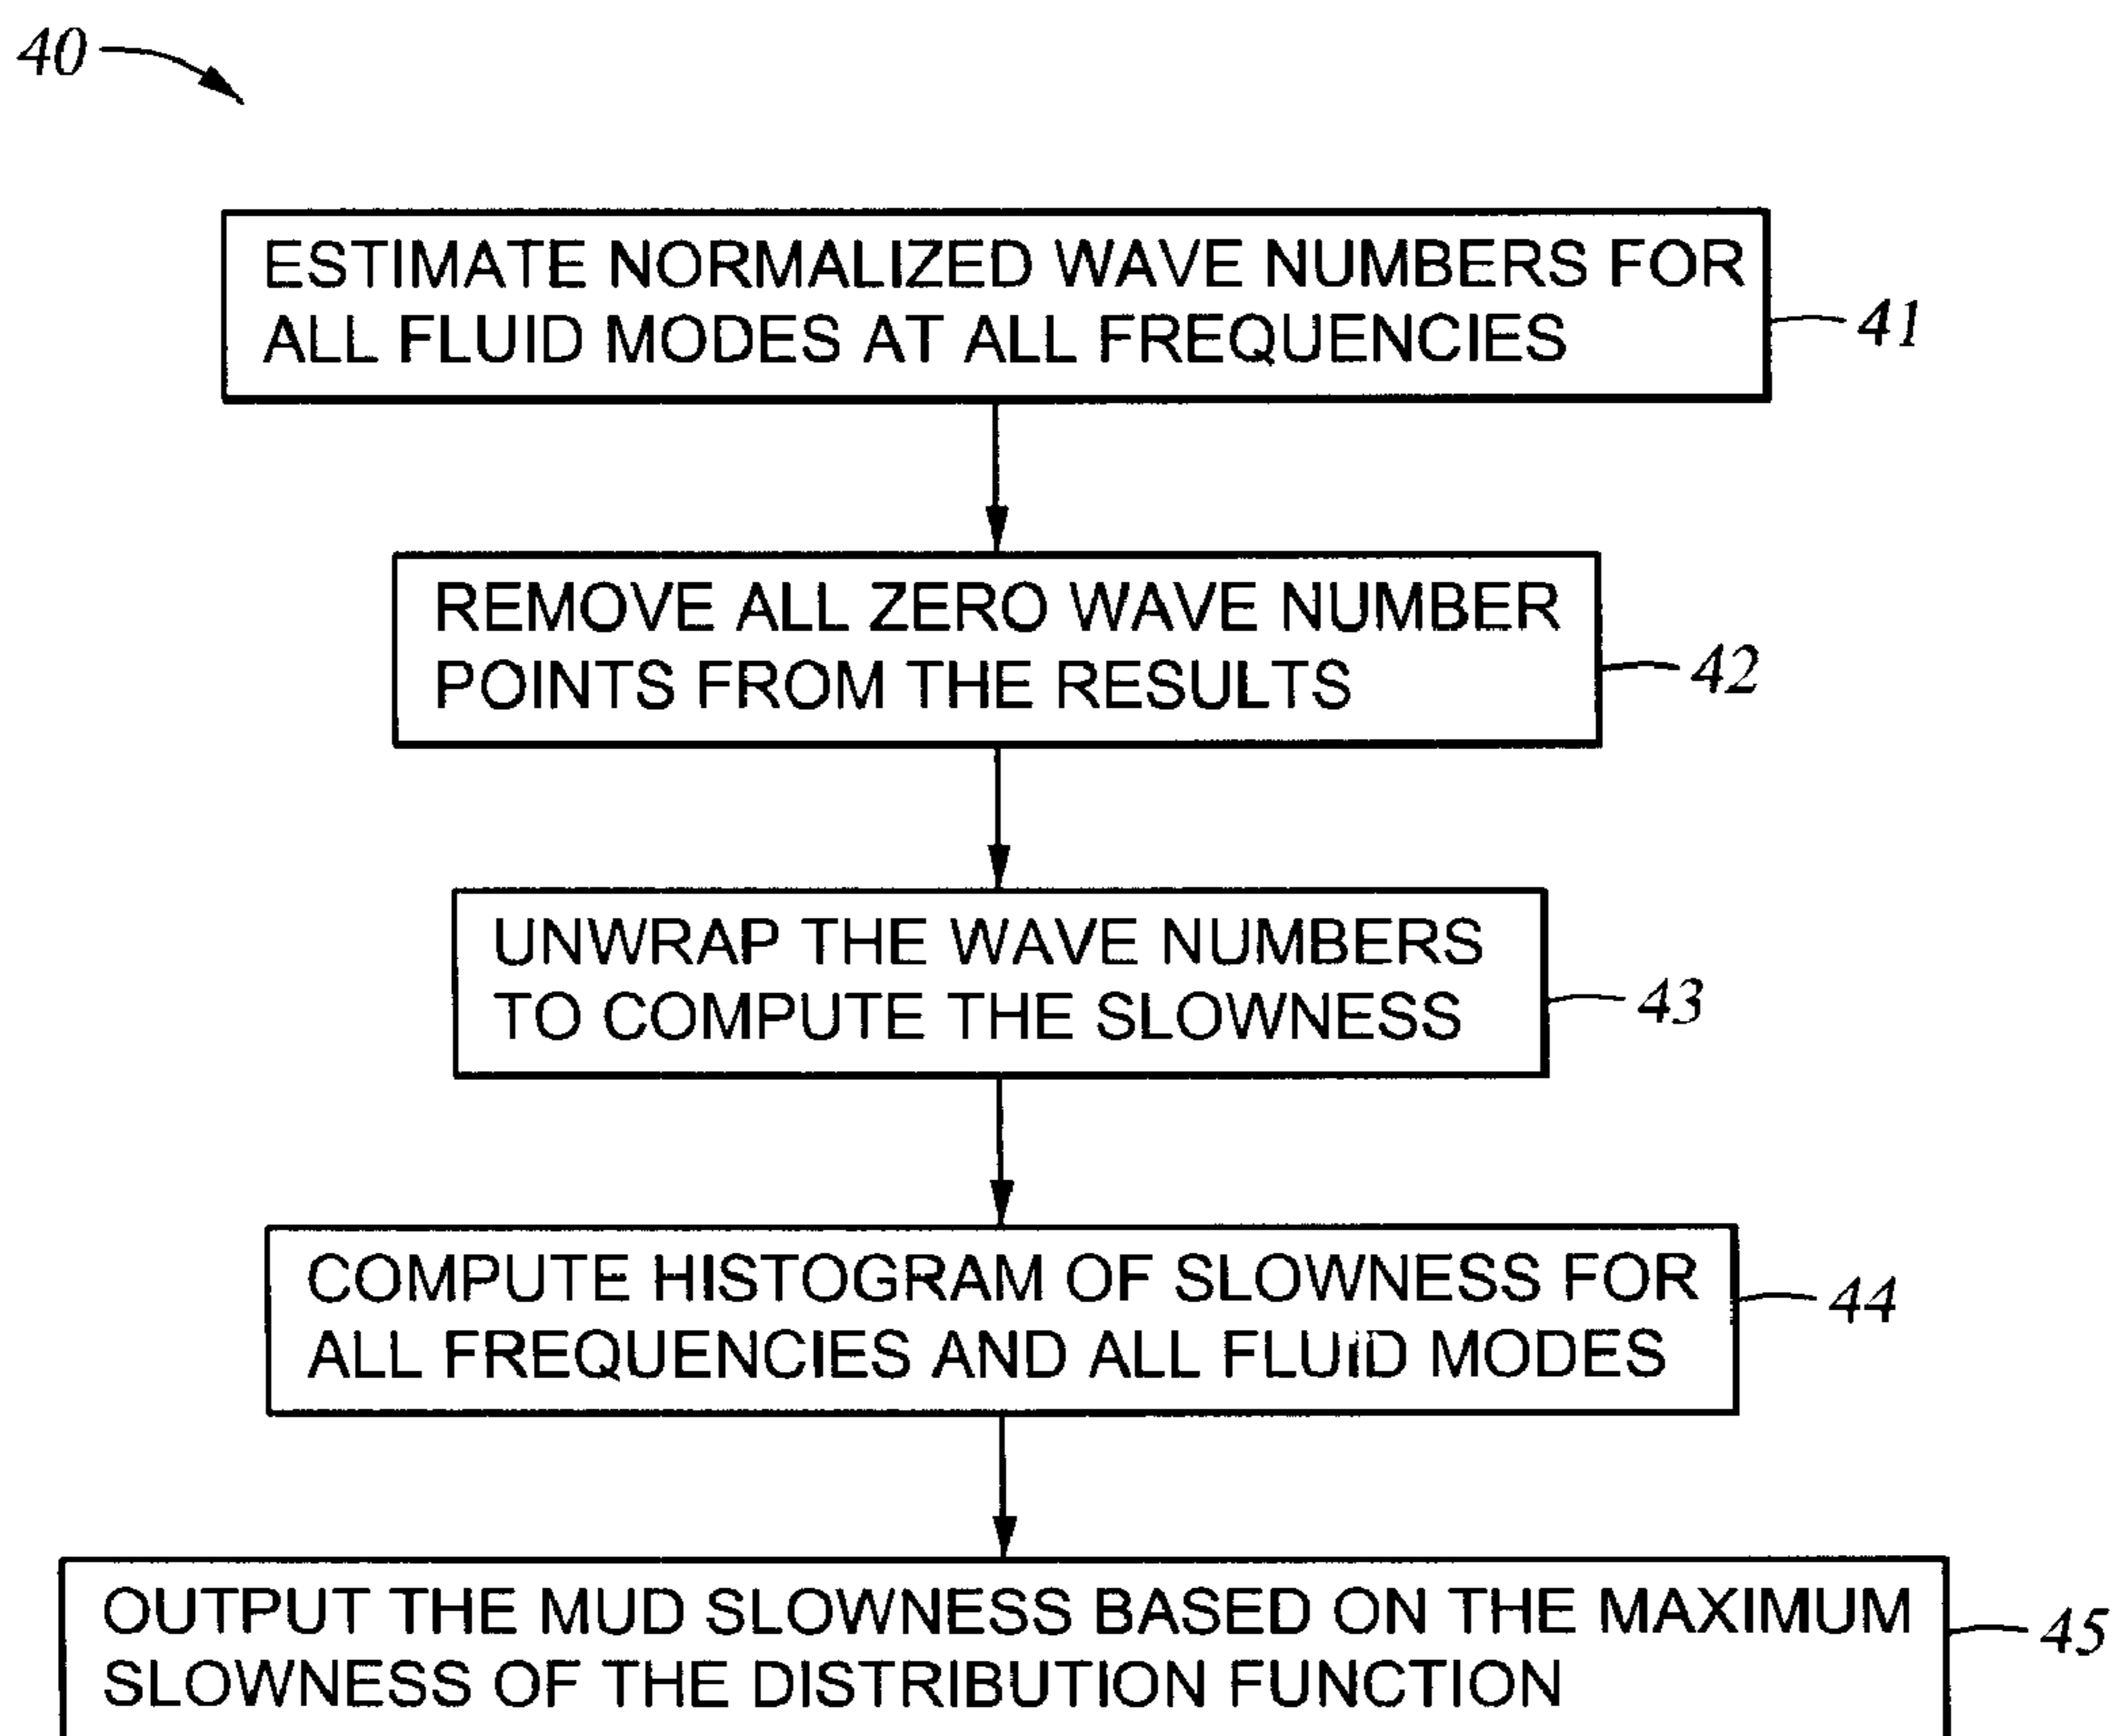 40
ESTIMATE NORMALIZED WAVE NUMBERS FOR
ALL FLUID MODES AT ALL FREQUENCIES
41
REMOVE ALL ZERO WAVE NUMBER
POINTS FROM THE RESULTS
42
UNWRAP THE WAVE NUMBERS
TO COMPUTE THE SLOWNESS
43
COMPUTE HISTOGRAM OF SLOWNESS FOR
ALL FREQUENCIES AND ALL FLUID MODES
44
OUTPUT THE MUD SLOWNESS BASED ON THE MAXIMUM
SLOWNESS OF THE DISTRIBUTION FUNCTION
45